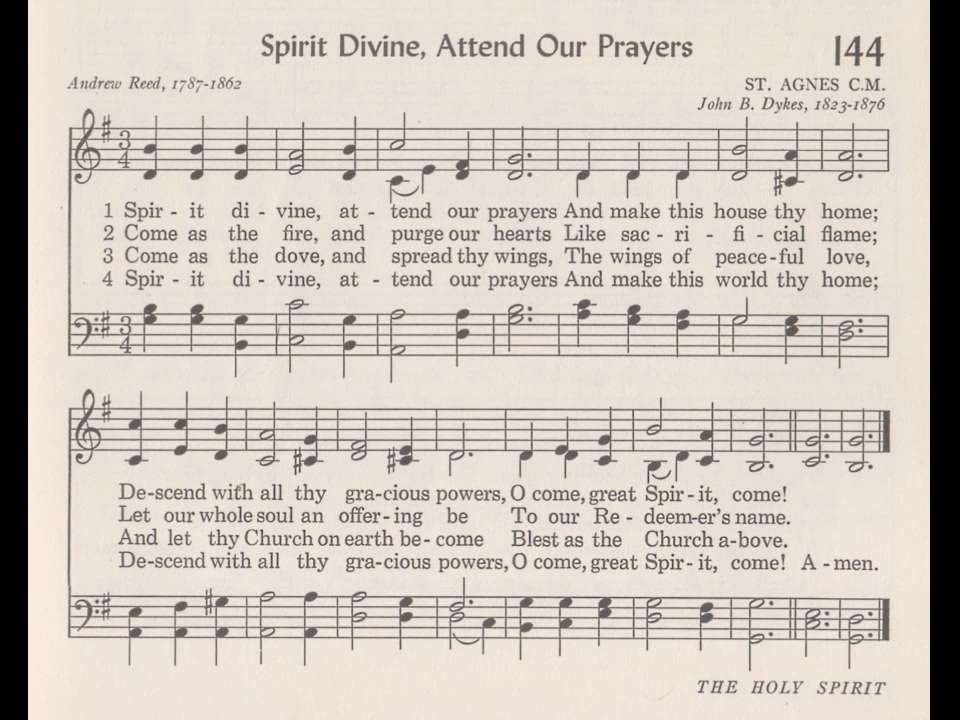 Spirit Divine, Attend Our Prayers 144
Andrew Reed, 1787-1862 ST. AGNES C.M.
John B. Dykes, 1823-1876
3
4
1 Spir - it di - vine, at - tend our prayers And make this house thy home;
2 Come as the fire, and purge our hearts Like sac - ri - fi - cial flame;
3 Come as the dove, and spread thy wings, The wings of peace-ful love,
4 Spir - it di - vine, at - tend our prayers And make this world thy home;
3
4
De-scend with all thy gra-cious powers, O come, great Spir-it, come!
Let our whole soul an offer-ing be To our Re - deem-er's name.
And let thy Church on earth be-come Blest as the Church a-bove.
De-scend with all thy gra-cious powers, O come, great Spir-it, come! A -men.
THE HOLY SPIRIT